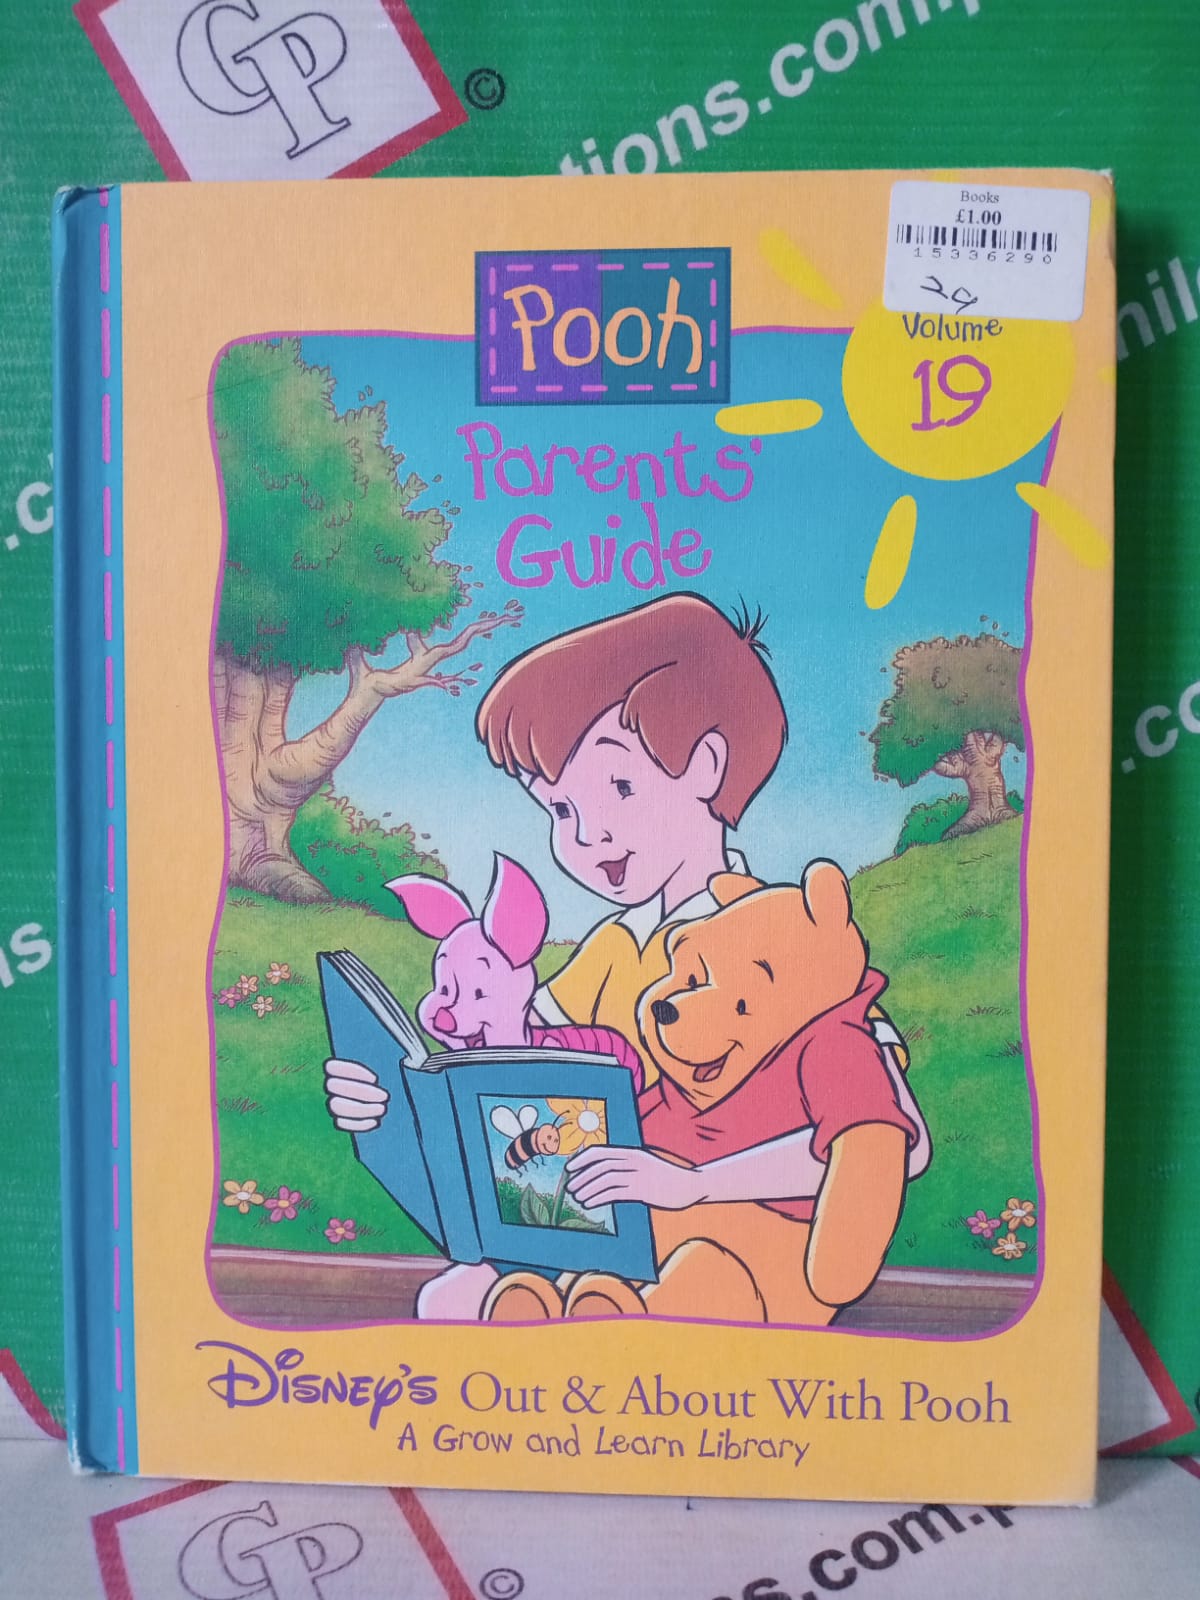 GP
©
tions.com.p
Books
£1.00
15336290
Volume
19
Pooh
Parents'
Guide
Disney's Out & About With Pooh
A Grow and Learn Library
GP
©